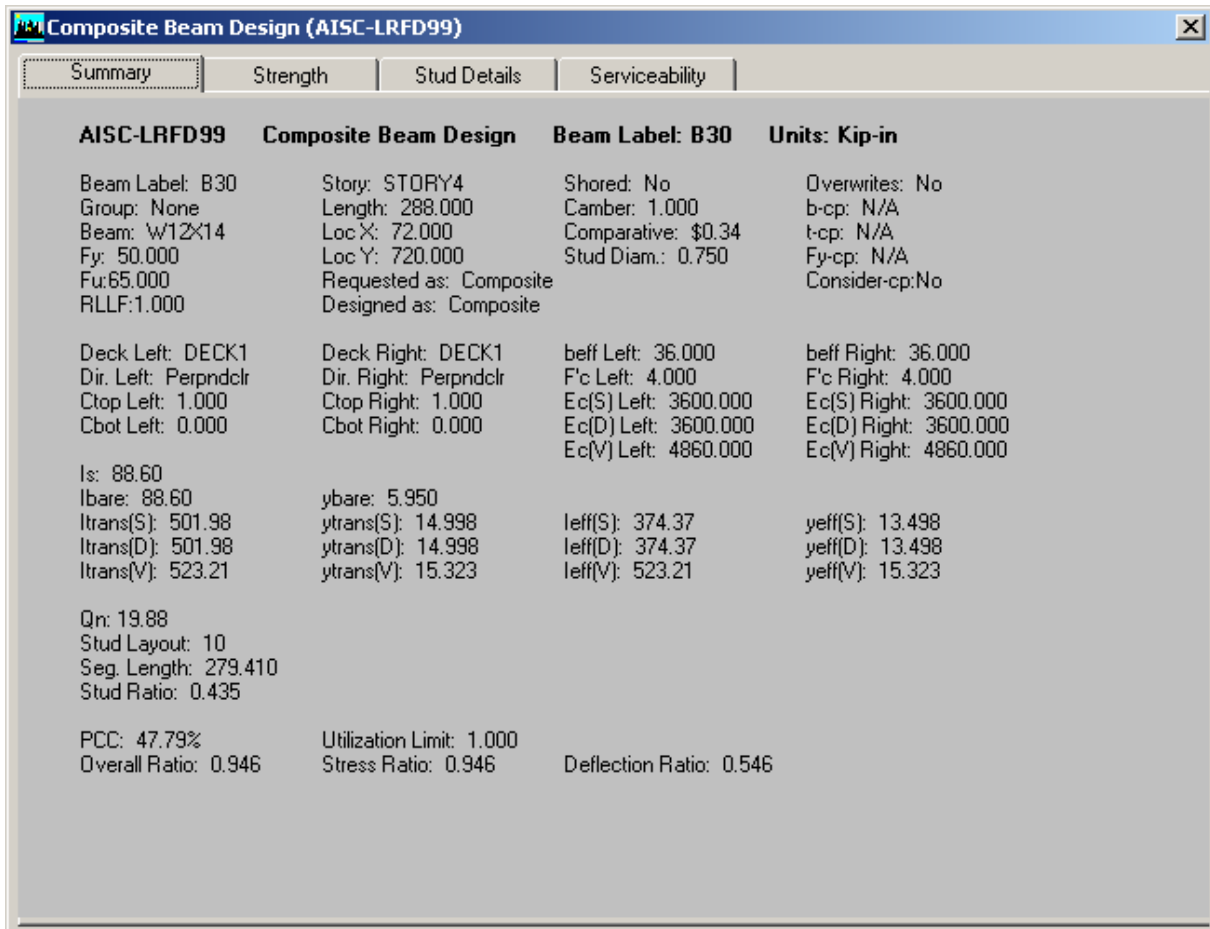 Composite Beam Design (AISC-LRFD99)
Summary Strength Stud Details Serviceability
AISC-LRFD99 Composite Beam Design Beam Label: B30 Units: Kip-in
Beam Label: B30 Story: STORY4 Shored: No Overwrites: No
Group: None Length: 288.000 Camber: 1.000 b-cp: N/A
Beam: W12X14 Loc X: 72.000 Comparative: $0.34 t-cp: N/A
Fy: 50.000 Loc Y: 720.000 Stud Diam.: 0.750 Fy-cp: N/A
Fu:65.000 Requested as: Composite Consider-cp:No
RLLF:1.000 Designed as: Composite
Deck Left: DECK1 Deck Right: DECK1 beff Left: 36.000 beff Right: 36.000
Dir. Left: Perpndclr Dir. Right: Perpndclr F'c Left: 4.000 F'c Right: 4.000
Ctop Left: 1.000 Ctop Right: 1.000 Ec(S) Left: 3600.000 Ec(S) Right: 3600.000
Cbot Left: 0.000 Cbot Right: 0.000 Ec(D) Left: 3600.000 Ec(D) Right: 3600.000
Ec(V) Left: 4860.000 Ec(V) Right: 4860.000
Is: 88.60
Ibare: 88.60 ybare: 5.950
Itrans(S): 501.98 ytrans(S): 14.998 Ieff(S): 374.37 yeff(S): 13.498
Itrans(D): 501.98 ytrans(D): 14.998 Ieff(D): 374.37 yeff(D): 13.498
Itrans(V): 523.21 ytrans(V): 15.323 Ieff(V): 523.21 yeff(V): 15.323
Qn: 19.88
Stud Layout: 10
Seg. Length: 279.410
Stud Ratio: 0.435
PCC: 47.79% Utilization Limit: 1.000
Overall Ratio: 0.946 Stress Ratio: 0.946 Deflection Ratio: 0.546